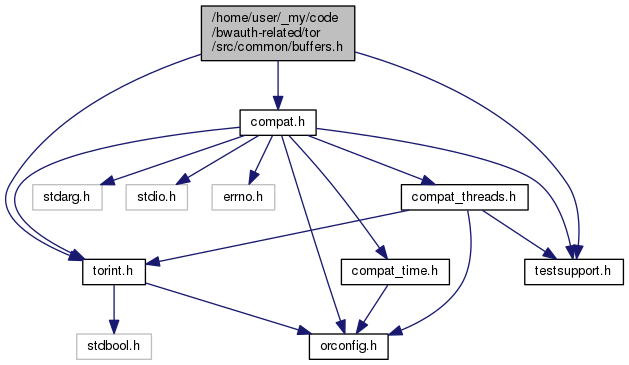 /home/user/_my/code
/bwauth-related/tor
/src/common/buffers.h
compat.h
stdarg.h
stdio.h
errno.h
compat_threads.h
torint.h
compat_time.h
testsupport.h
stdbool.h
orconfig.h